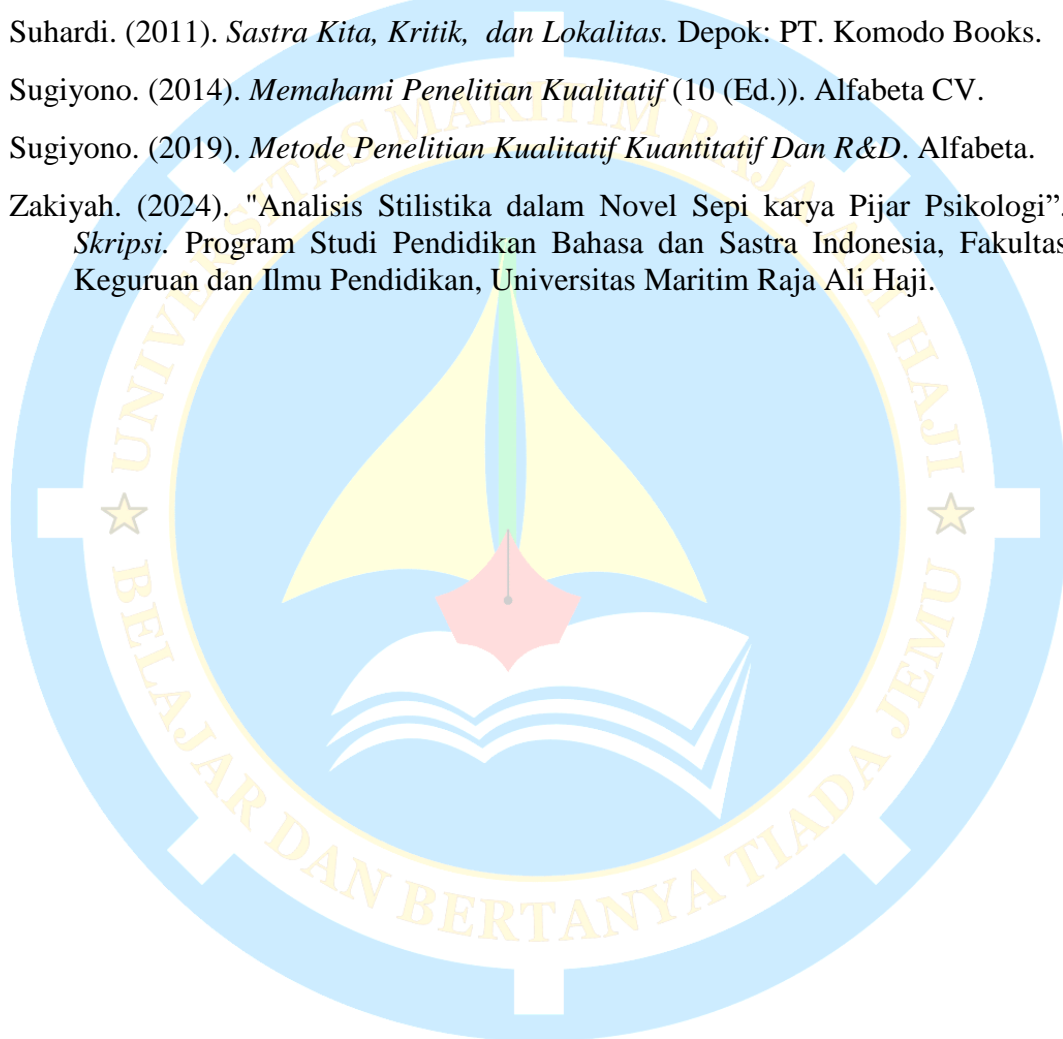 Suhardi. (2011). Sastra Kita, Kritik, dan Lokalitas. Depok: PT. Komodo Books.
Sugiyono. (2014). Memahami Penelitian Kualitatif (10 (Ed.)). Alfabeta CV.
Sugiyono. (2019). Metode Penelitian Kualitatif Kuantitatif Dan R&D. Alfabeta.
Zakiyah. (2024). "Analisis Stilistika dalam Novel Sepi karya Pijar Psikologi”.
Skripsi. Program Studi Pendidikan Bahasa dan Sastra Indonesia, Fakultas
Keguruan dan Ilmu Pendidikan, Universitas Maritim Raja Ali Haji.
UNIVERSITAS MARITIM RAJA ALI HAJI
BELAJAR DAN BERTANYA TIADA JEMU